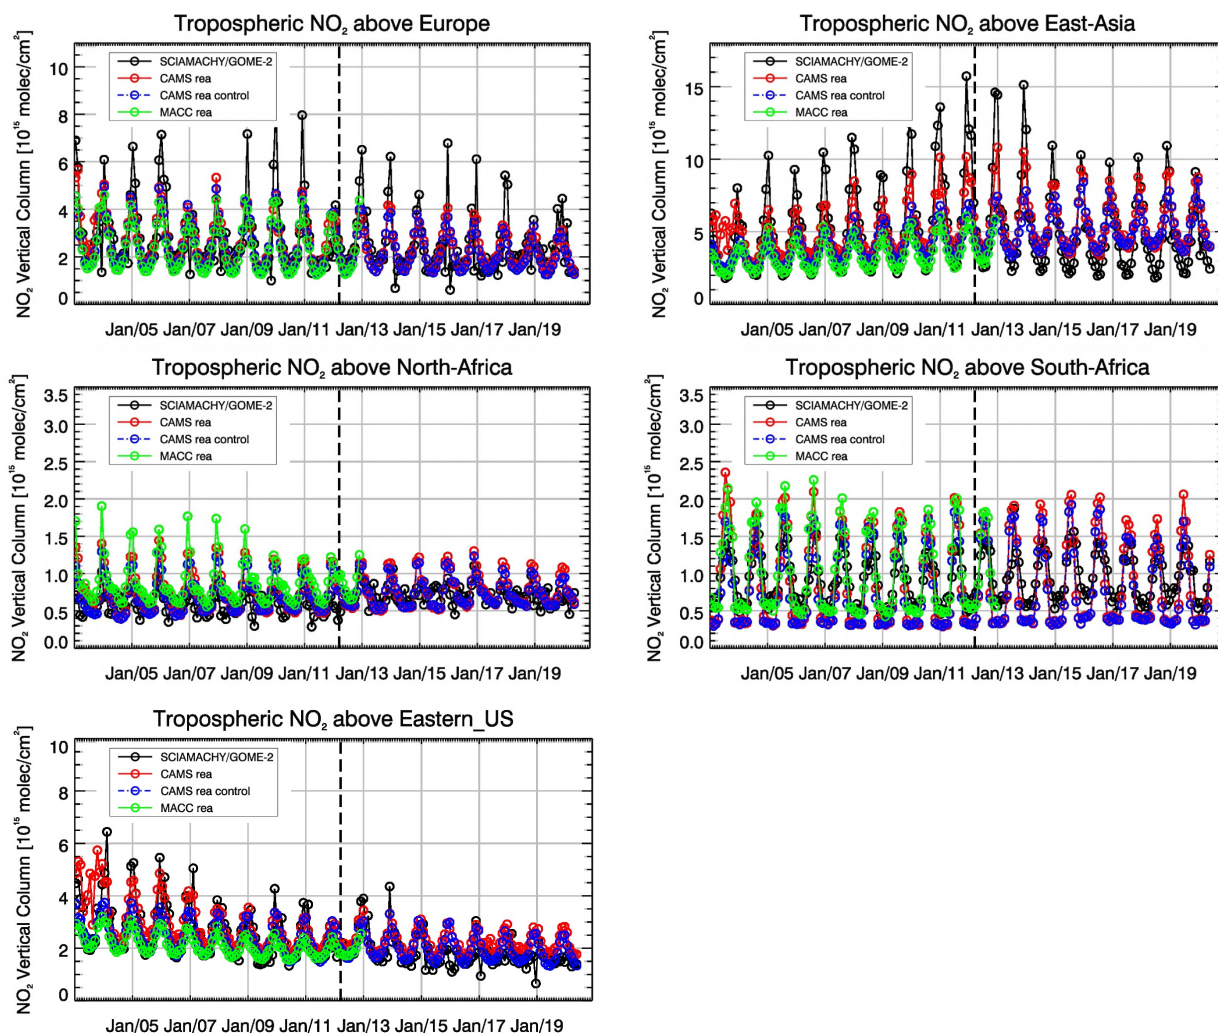 Tropospheric NO₂ above Europe
NO₂ Vertical Column [10¹⁵ molec/cm²]
10
8
6
4
2
0
SCIAMACHY/GOME-2
CAMS rea
CAMS rea control
MACC rea
Jan/05 Jan/07 Jan/09 Jan/11 Jan/13 Jan/15 Jan/17 Jan/19
Tropospheric NO₂ above East-Asia
NO₂ Vertical Column [10¹⁵ molec/cm²]
15
10
5
0
SCIAMACHY/GOME-2
CAMS rea
CAMS rea control
MACC rea
Jan/05 Jan/07 Jan/09 Jan/11 Jan/13 Jan/15 Jan/17 Jan/19
Tropospheric NO₂ above North-Africa
NO₂ Vertical Column [10¹⁵ molec/cm²]
3.5
3.0
2.5
2.0
1.5
1.0
0.5
0.0
SCIAMACHY/GOME-2
CAMS rea
CAMS rea control
MACC rea
Jan/05 Jan/07 Jan/09 Jan/11 Jan/13 Jan/15 Jan/17 Jan/19
Tropospheric NO₂ above South-Africa
NO₂ Vertical Column [10¹⁵ molec/cm²]
3.5
3.0
2.5
2.0
1.5
1.0
0.5
0.0
SCIAMACHY/GOME-2
CAMS rea
CAMS rea control
MACC rea
Jan/05 Jan/07 Jan/09 Jan/11 Jan/13 Jan/15 Jan/17 Jan/19
Tropospheric NO₂ above Eastern_US
NO₂ Vertical Column [10¹⁵ molec/cm²]
10
8
6
4
2
0
SCIAMACHY/GOME-2
CAMS rea
CAMS rea control
MACC rea
Jan/05 Jan/07 Jan/09 Jan/11 Jan/13 Jan/15 Jan/17 Jan/19